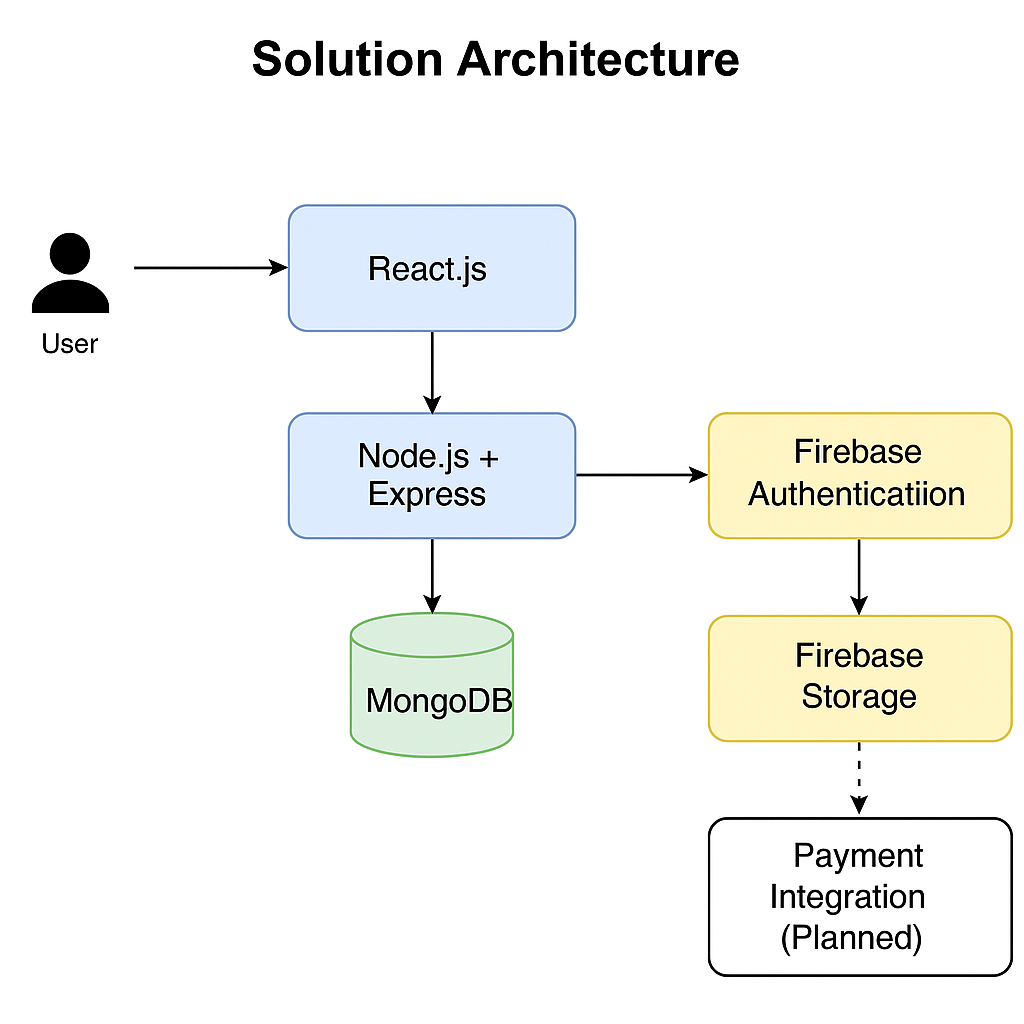 Solution Architecture
User
React.js
Node.js +
Express
Firebase
Authenticatiion
MongoDB
Firebase
Storage
Payment
Integration
(Planned)